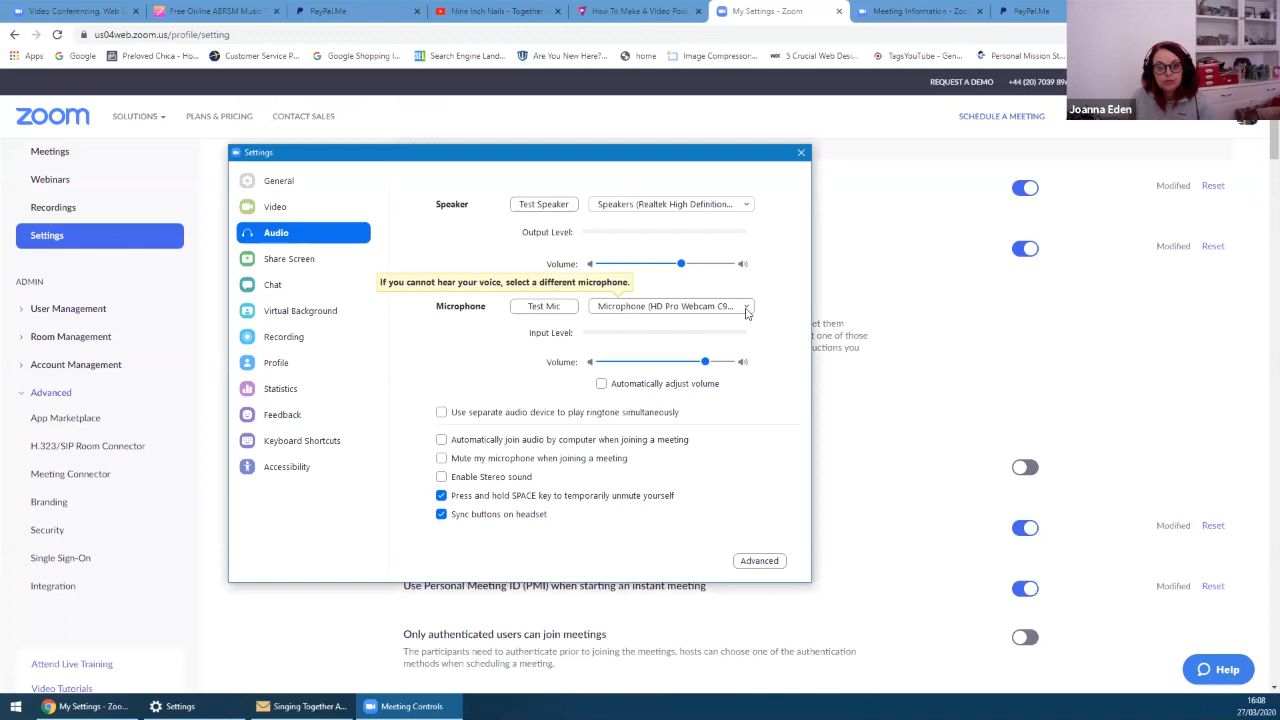 Video Conferencing, Web C
Free Online ABRSM Music
PayPal.Me
Nine Inch Nails - Together
How To Make A Video Podc
My Settings - Zoom
Meeting Information - Zoo
PayPal.Me
us04web.zoom.us/profile/setting
Apps
Google
Preloved Chica - Ho...
Customer Service P...
Google Shopping I...
Search Engine Land...
Are You New Here?...
home
Image Compressor...
5 Crucial Web Desi...
TagsYouTube - Gen...
Personal Mission St...
REQUEST A DEMO
+44 (20) 7039 89
Joanna Eden
zoom
SOLUTIONS
PLANS & PRICING
CONTACT SALES
SCHEDULE A MEETING
Meetings
Webinars
Recordings
Settings
ADMIN
User Management
Room Management
Account Management
Advanced
App Marketplace
H.323/SIP Room Connector
Meeting Connector
Branding
Security
Single Sign-On
Integration
Attend Live Training
Video Tutorials
Settings
General
Video
Audio
Share Screen
Chat
Virtual Background
Recording
Profile
Statistics
Feedback
Keyboard Shortcuts
Accessibility
Speaker
Test Speaker
Speakers (Realtek High Definition...
Output Level:
Volume:
If you cannot hear your voice, select a different microphone.
Microphone
Test Mic
Microphone (HD Pro Webcam C9...
Input Level:
Volume:
Automatically adjust volume
Use separate audio device to play ringtone simultaneously
Automatically join audio by computer when joining a meeting
Mute my microphone when joining a meeting
Enable Stereo sound
Press and hold SPACE key to temporarily unmute yourself
Sync buttons on headset
Advanced
Modified Reset
Modified Reset
et them
t one of those
uctions you
Modified Reset
Use Personal Meeting ID (PMI) when starting an instant meeting
Modified Reset
Only authenticated users can join meetings
The participants need to authenticate prior to joining the meetings, hosts can choose one of the authentication
methods when scheduling a meeting.
Help
My Settings - Zoo...
Settings
Singing Together A...
Meeting Controls
16:08
27/03/2020